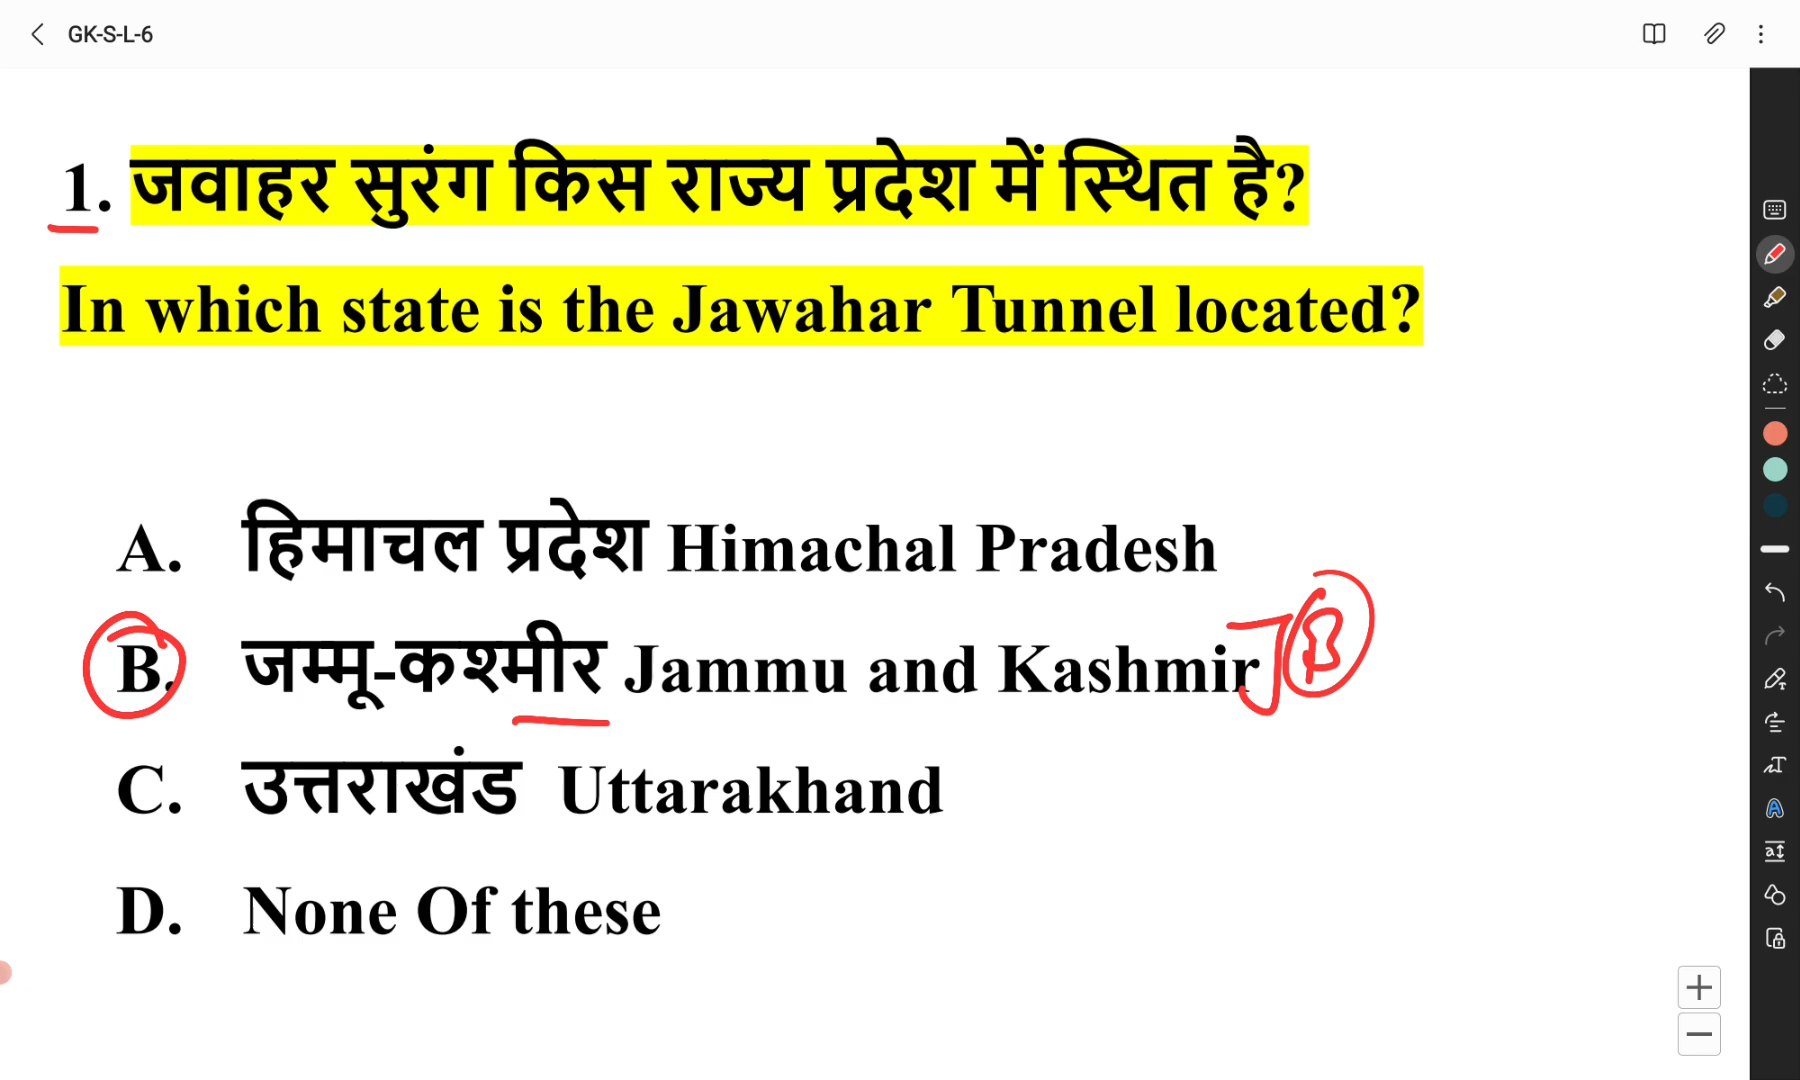 GK-S-L-6
1. जवाहर सुरंग किस राज्य प्रदेश में स्थित है?
In which state is the Jawahar Tunnel located?
A. हिमाचल प्रदेश Himachal Pradesh
B. जम्मू-कश्मीर Jammu and Kashmir J B
C. उत्तराखंड Uttarakhand
D. None Of these